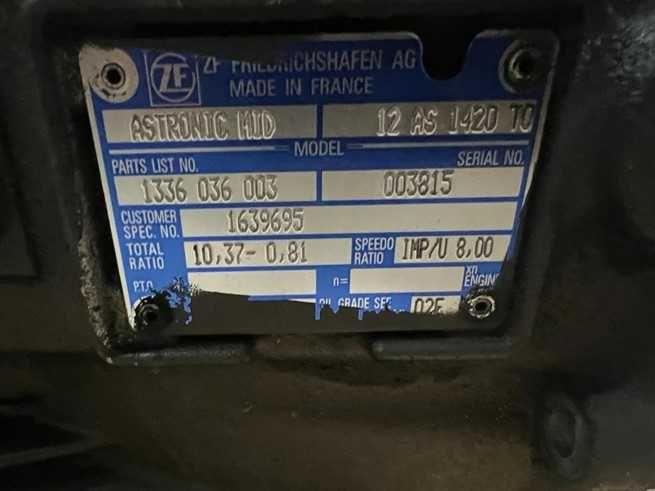 ZF ZF FRIEDRICHSHAFEN AG
MADE IN FRANCE
ASTRONIC MID 12 AS 1420 TO
MODEL
PARTS LIST NO. SERIAL NO.
1336 036 003 003815
CUSTOMER SPEC. NO. 1639695
TOTAL RATIO 10,37- 0,81 SPEEDO RATIO IMP/U 8,00
P.T.O. n= xn ENGINE
OIL GRADE SEE 02E